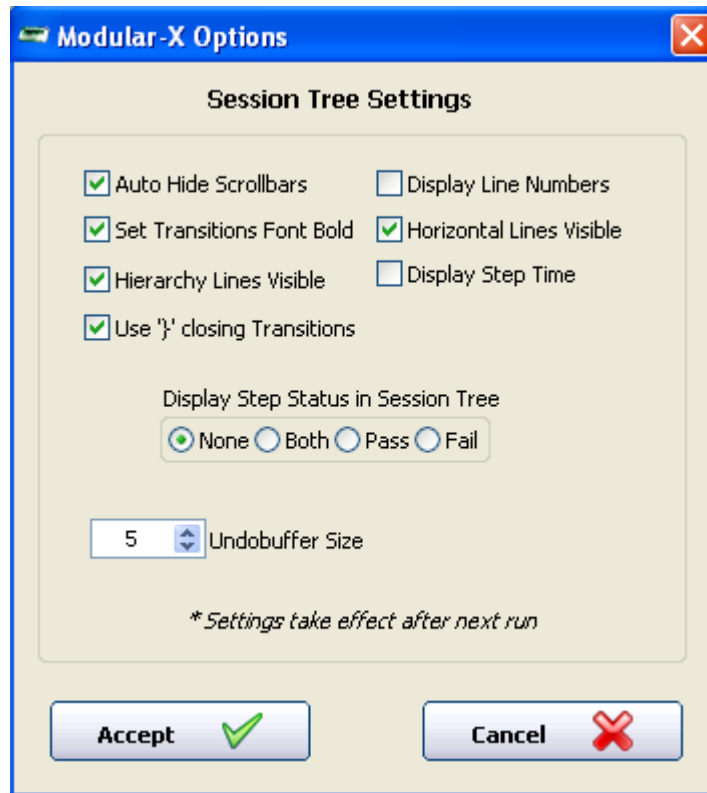 Modular-X Options
Session Tree Settings
Auto Hide Scrollbars
Display Line Numbers
Set Transitions Font Bold
Horizontal Lines Visible
Hierarchy Lines Visible
Display Step Time
Use '}' closing Transitions
Display Step Status in Session Tree
None Both Pass Fail
5 Undobuffer Size
* Settings take effect after next run
Accept
Cancel